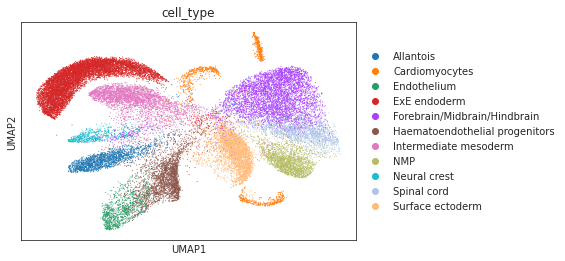 cell_type
UMAP2
UMAP1
Allantois
Cardiomyocytes
Endothelium
ExE endoderm
Forebrain/Midbrain/Hindbrain
Haematoendothelial progenitors
Intermediate mesoderm
NMP
Neural crest
Spinal cord
Surface ectoderm